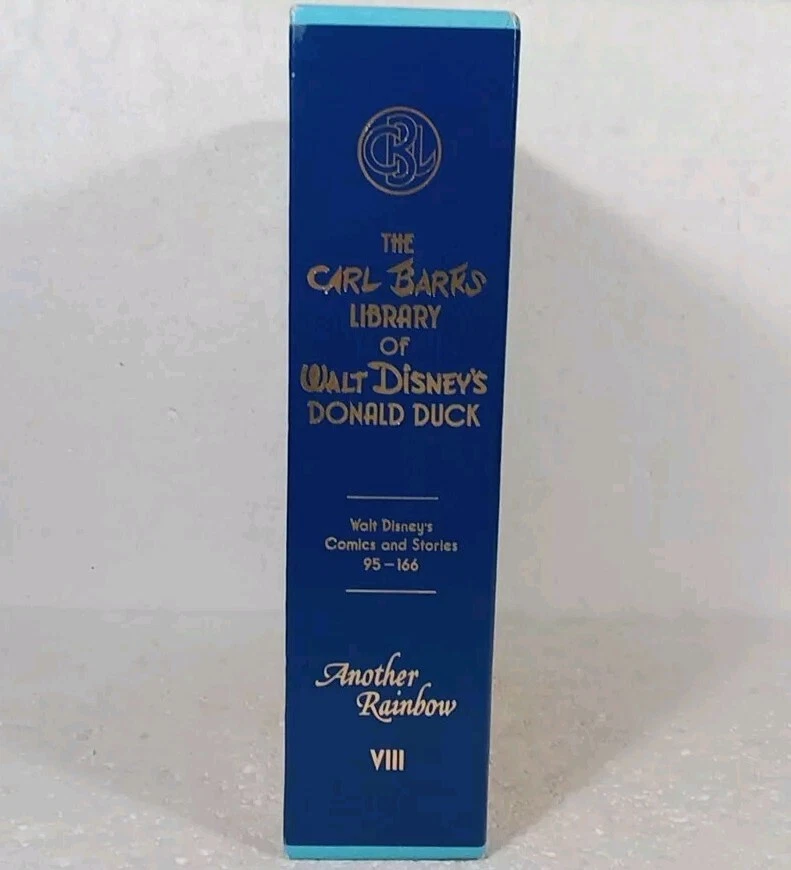 CBL
THE
CARL BARKS
LIBRARY
OF
WALT DISNEY'S
DONALD DUCK
Walt Disney's
Comics and Stories
95-166
Another
Rainbow
VIII